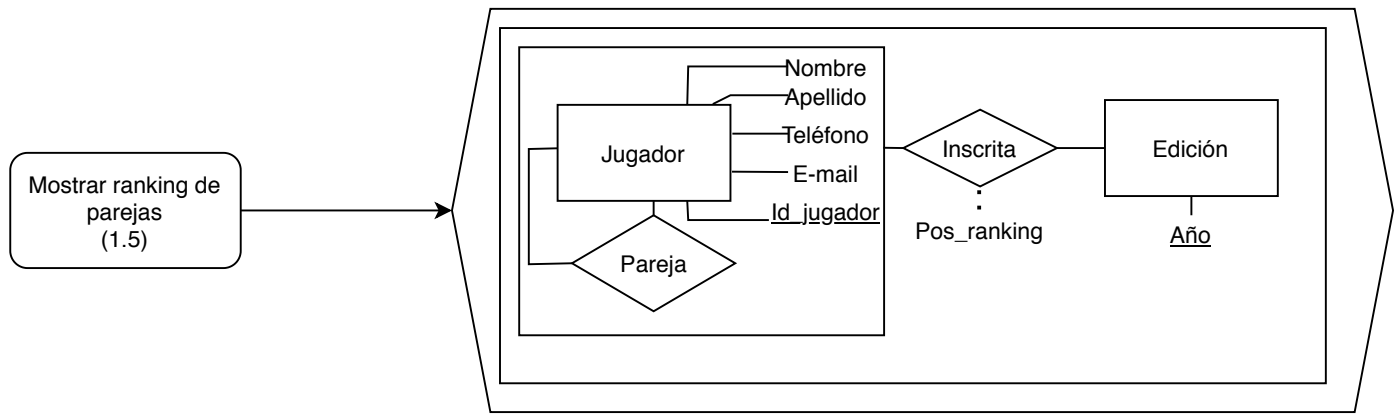 Mostrar ranking de
parejas
(1.5)
Nombre
Apellido
Teléfono
E-mail
Id_jugador
Jugador
Pareja
Inscrita
Pos_ranking
Edición
Año